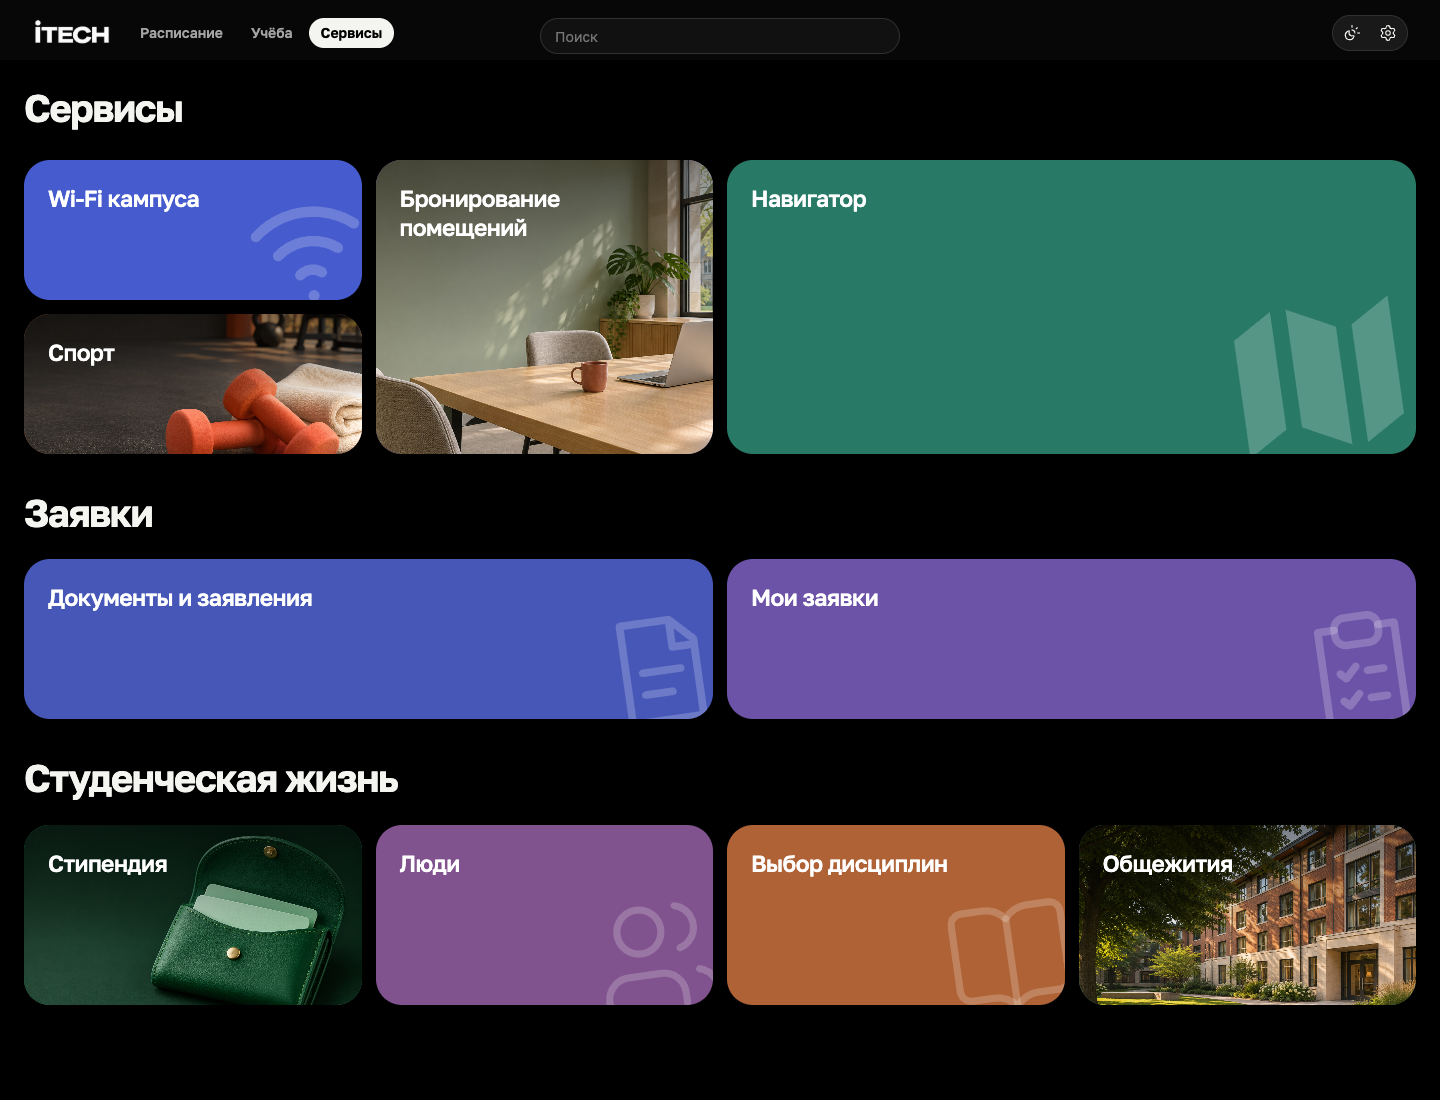 iTECH
Расписание
Учёба
Сервисы
Поиск
Сервисы
Wi-Fi кампуса
Спорт
Бронирование
помещений
Навигатор
Заявки
Документы и заявления
Мои заявки
Студенческая жизнь
Стипендия
Люди
Выбор дисциплин
Общежития